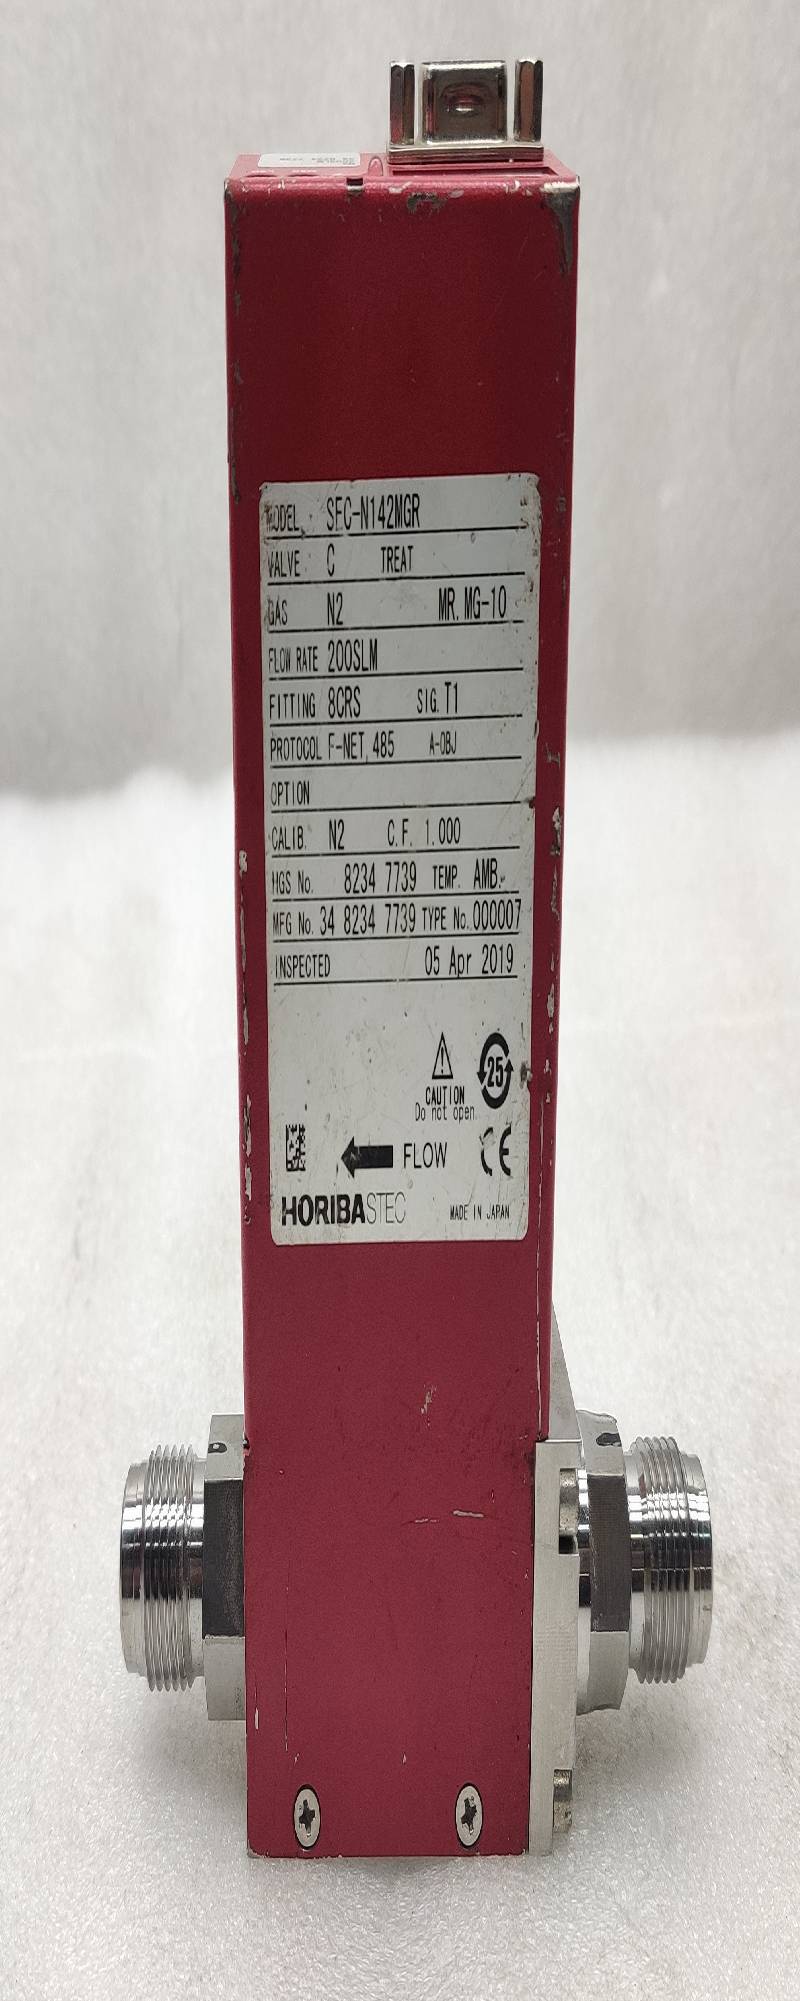 MODEL SEC-N142MGR
VALVE C TREAT
GAS N2 MR. MG-10
FLOW RATE 200SLM
FITTING 8CRS SIG. T1
PROTOCOL F-NET, 485 A-OBJ
OPTION
CALIB. N2 C.F. 1.000
HGS No. 8234 7739 TEMP. AMB.
MFG No. 34 8234 7739 TYPE No. 000007
INSPECTED 05 Apr 2019
25
CAUTION
Do not open
FLOW CE
HORIBASTEC MADE IN JAPAN